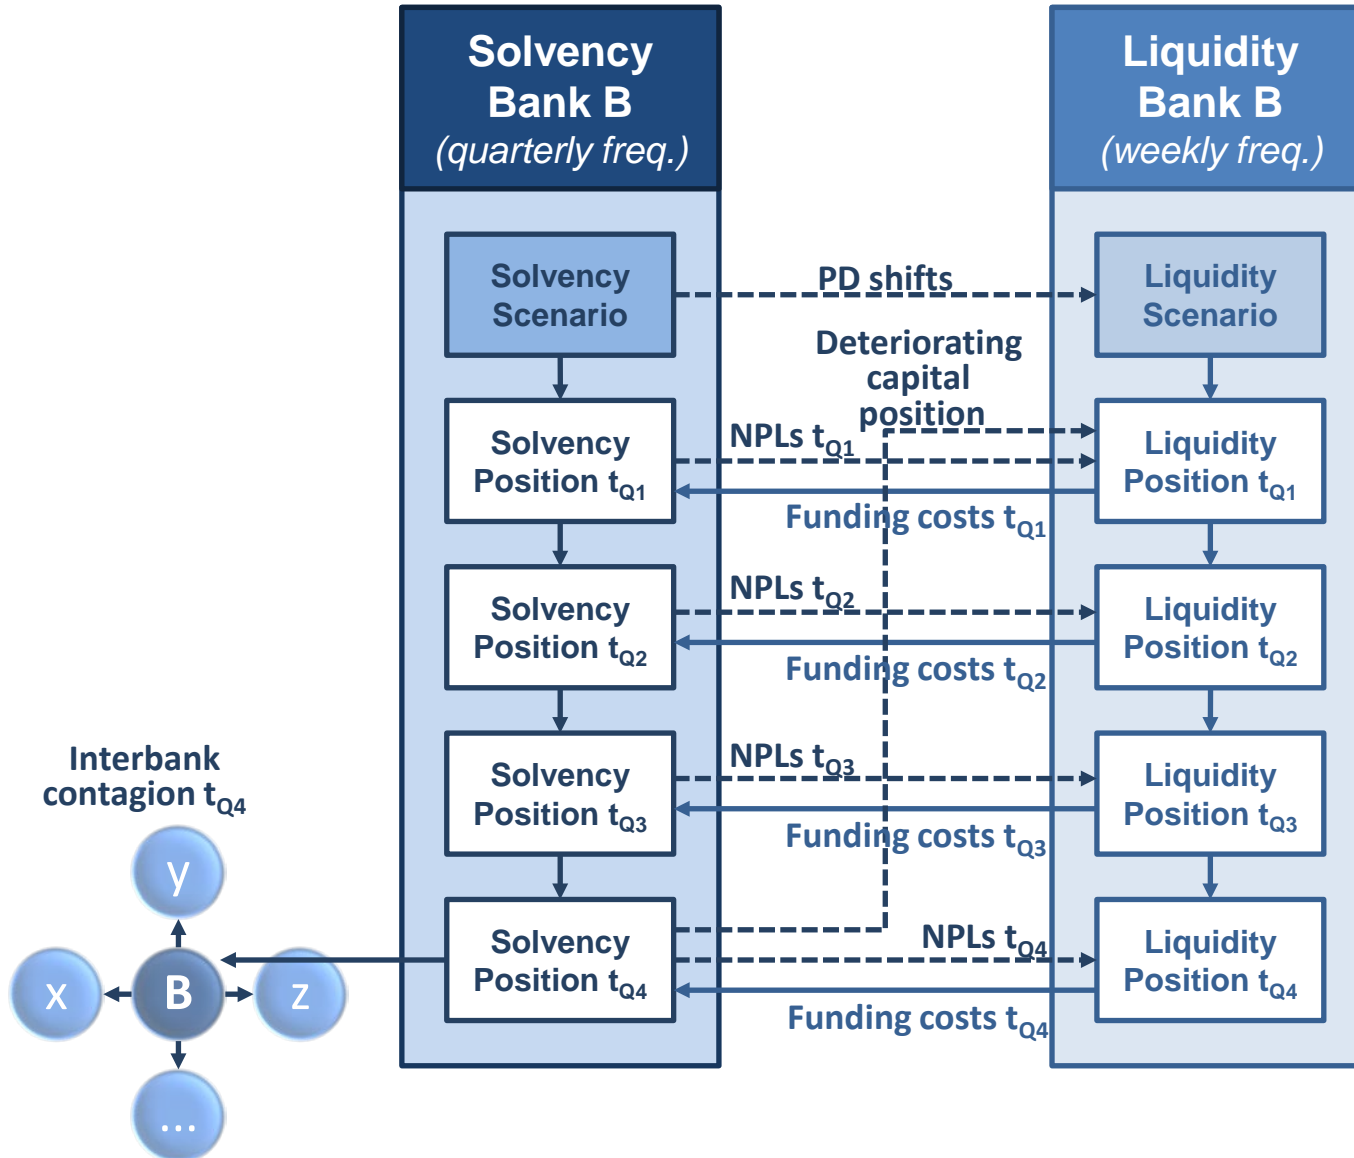 Solvency
Bank B
(quarterly freq.)
Liquidity
Bank B
(weekly freq.)
Solvency
Scenario
PD shifts
Liquidity
Scenario
Deteriorating
capital
position
Solvency
Position tQ1
NPLs tQ1
Funding costs tQ1
Liquidity
Position tQ1
Solvency
Position tQ2
NPLs tQ2
Funding costs tQ2
Liquidity
Position tQ2
Solvency
Position tQ3
NPLs tQ3
Funding costs tQ3
Liquidity
Position tQ3
Solvency
Position tQ4
NPLs tQ4
Funding costs tQ4
Liquidity
Position tQ4
Interbank
contagion tQ4
y
x
B
z
...